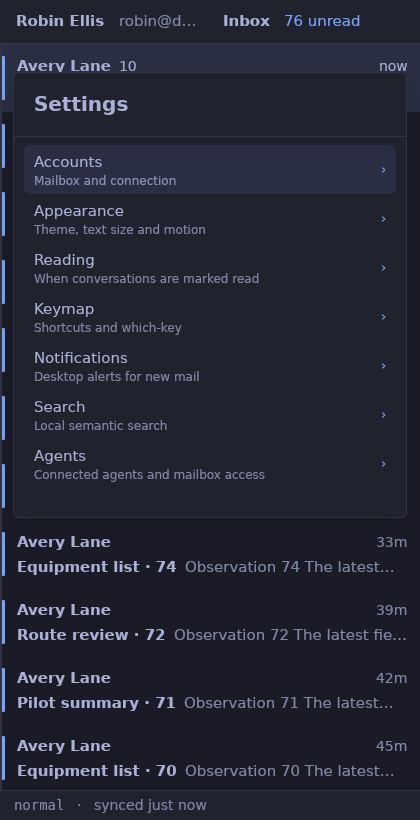 Robin Ellis robin@d… Inbox 76 unread
Avery Lane 10 now
Settings
Accounts ›
Mailbox and connection
Appearance ›
Theme, text size and motion
Reading ›
When conversations are marked read
Keymap ›
Shortcuts and which-key
Notifications ›
Desktop alerts for new mail
Search ›
Local semantic search
Agents ›
Connected agents and mailbox access
Avery Lane 33m
Equipment list · 74 Observation 74 The latest…
Avery Lane 39m
Route review · 72 Observation 72 The latest fie…
Avery Lane 42m
Pilot summary · 71 Observation 71 The latest…
Avery Lane 45m
Equipment list · 70 Observation 70 The latest…
normal · synced just now